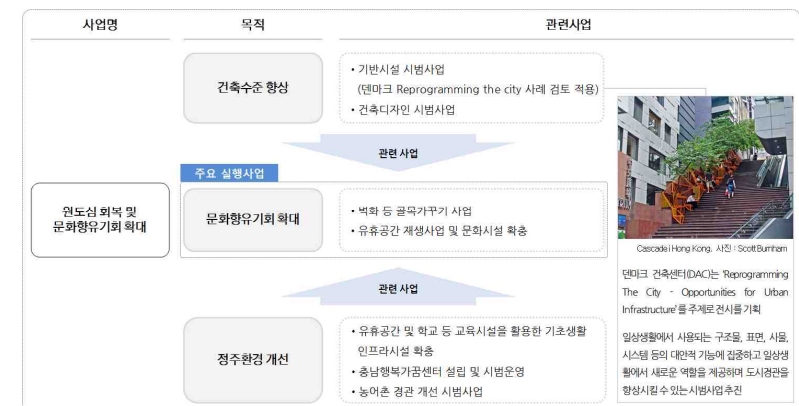 사업명
목적
관련사업
건축수준 향상
• 기반시설 시범사업
(덴마크 Reprogramming the city 사례 검토 적용)
• 건축디자인 시범사업
관련 사업
주요 실행사업
원도심 회복 및
문화향유기회 확대
문화향유기회 확대
• 벽화 등 골목가꾸기 사업
• 유휴공간 재생사업 및 문화시설 확충
관련 사업
정주환경 개선
• 유휴공간 및 학교 등 교육시설을 활용한 기초생활
인프라시설 확충
• 충남행복가꿈센터 설립 및 시범운영
• 농어촌 경관 개선 시범사업
Cascade i Hong Kong. 사진 : Scott Burnham
덴마크 건축센터(DAC)는 'Reprogramming
The City - Opportunities for Urban
Infrastructure'를 주제로 전시를 기획
일상생활에서 사용되는 구조물, 표면, 사물,
시스템 등의 대안적 기능에 집중하고 일상생
활에서 새로운 역할을 제공하며 도시경관을
향상시킬 수 있는 시범사업 추진